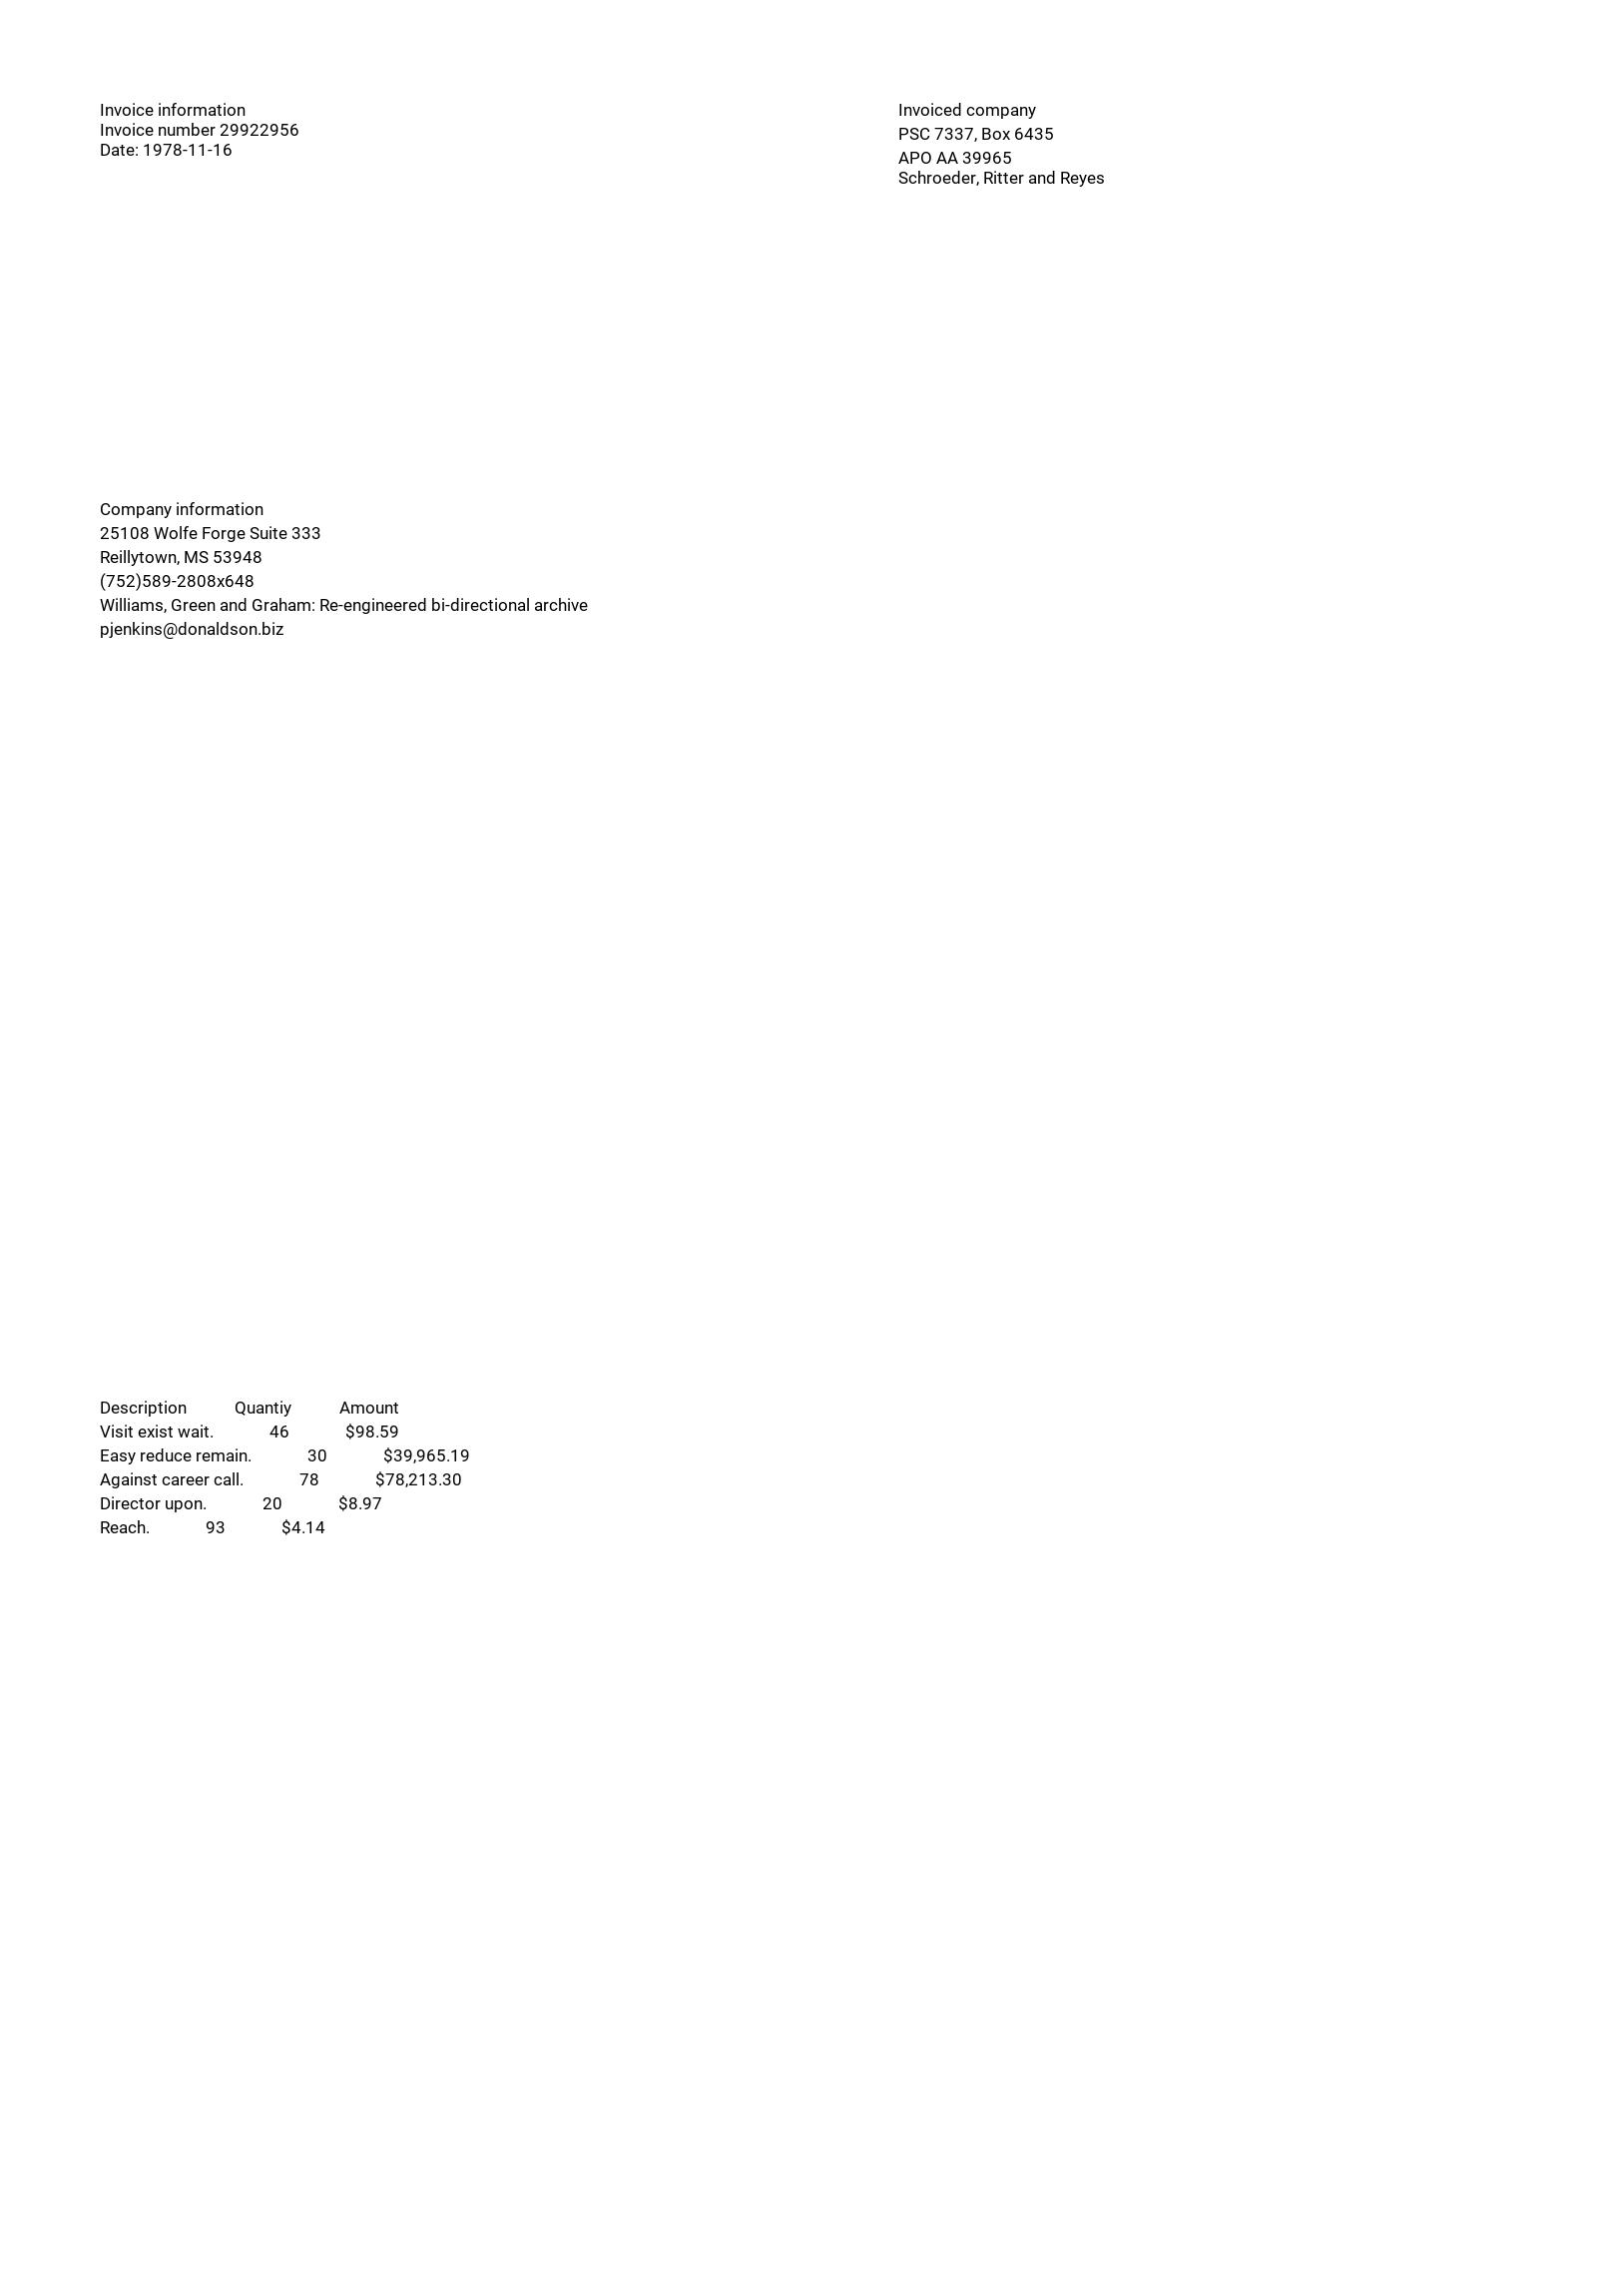 Invoice information
Invoice number 29922956
Date: 1978-11-16
Invoiced company
PSC 7337, Box 6435
APO AA 39965
Schroeder, Ritter and Reyes
Company information
25108 Wolfe Forge Suite 333
Reillytown, MS 53948
(752)589-2808x648
Williams, Green and Graham: Re-engineered bi-directional archive
pjenkins@donaldson.biz
Description Quantiy Amount
Visit exist wait. 46 $98.59
Easy reduce remain. 30 $39,965.19
Against career call. 78 $78,213.30
Director upon. 20 $8.97
Reach. 93 $4.14